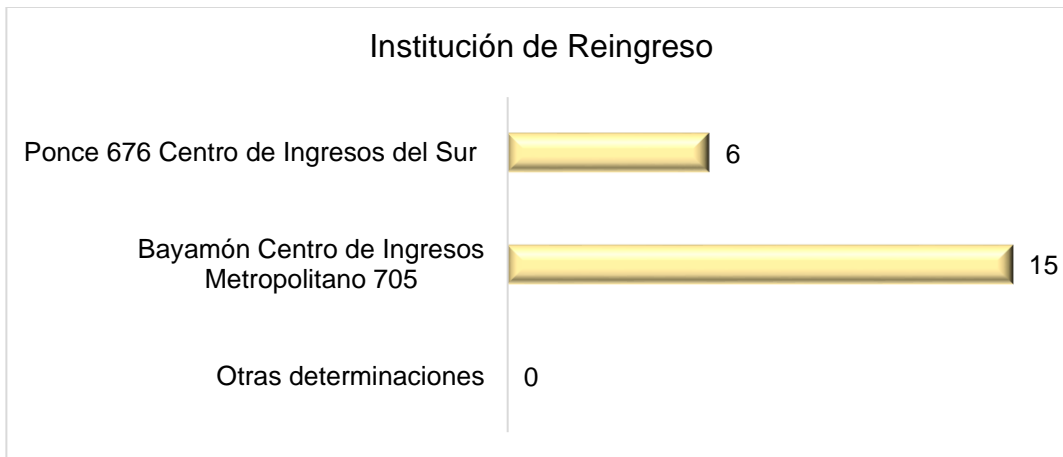 Institución de Reingreso
Ponce 676 Centro de Ingresos del Sur
6
Bayamón Centro de Ingresos
Metropolitano 705
15
Otras determinaciones
0